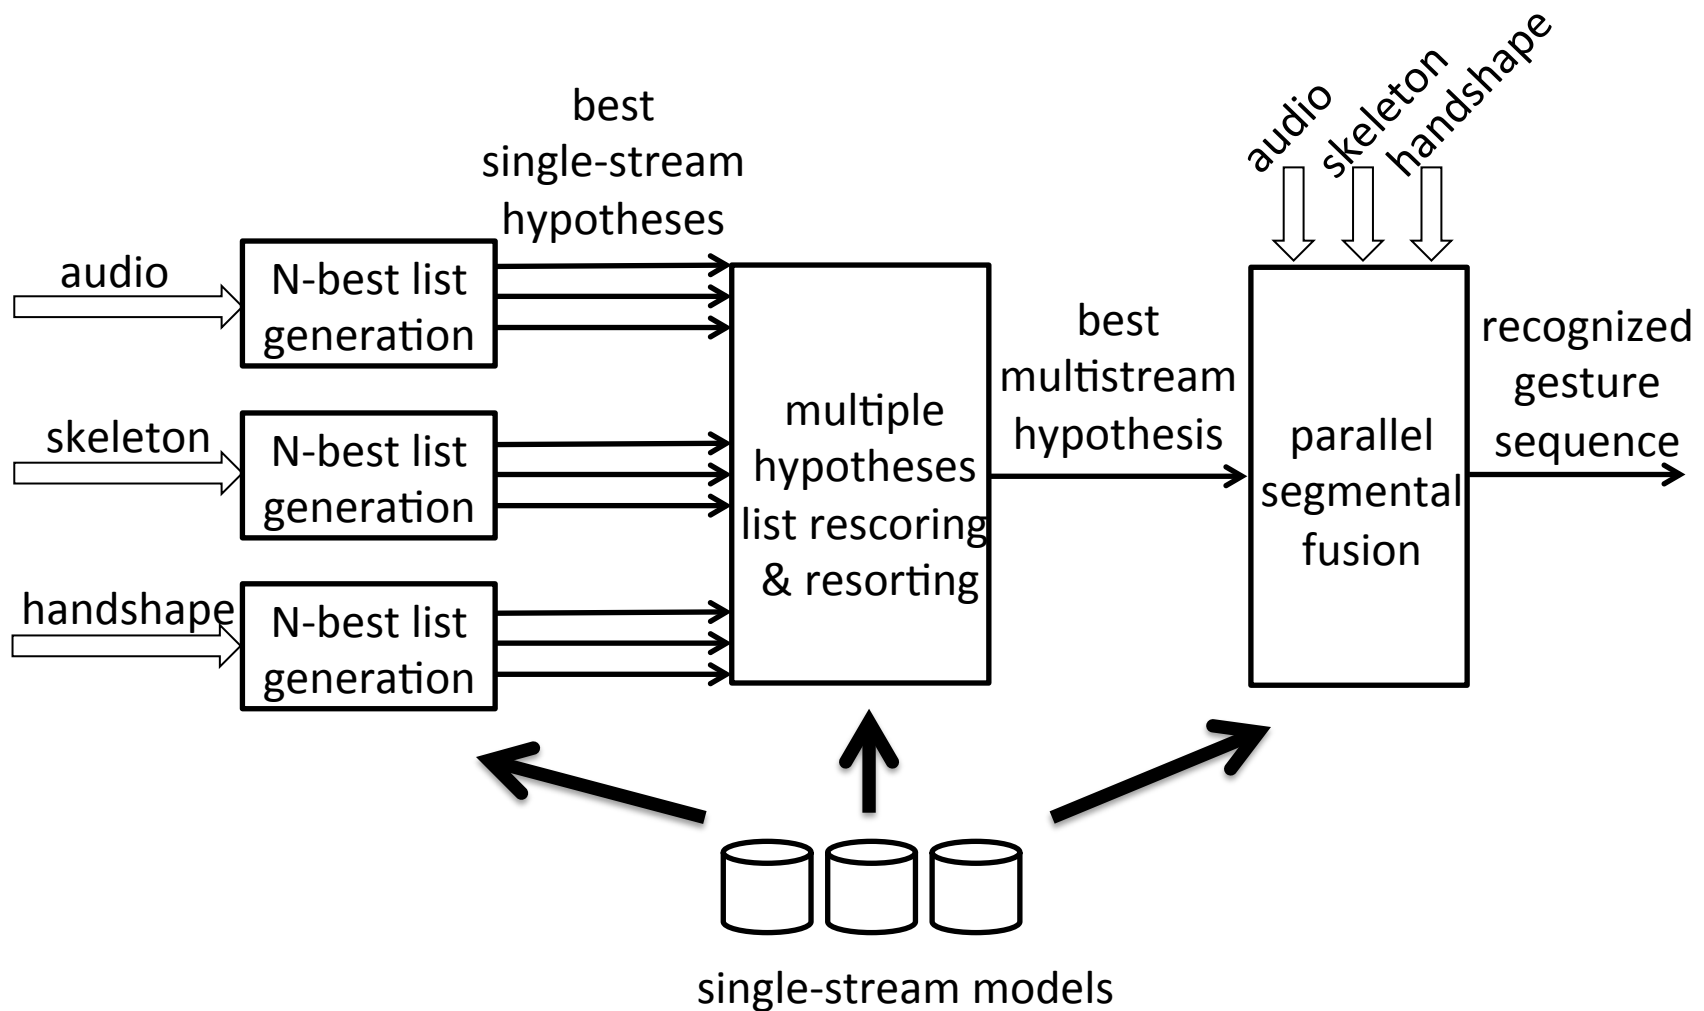 best
single-stream
hypotheses
audio
N-best list
generation
skeleton
N-best list
generation
handshape
N-best list
generation
multiple
hypotheses
list rescoring
& resorting
best
multistream
hypothesis
audio
skeleton
handshape
parallel
segmental
fusion
recognized
gesture
sequence
single-stream models